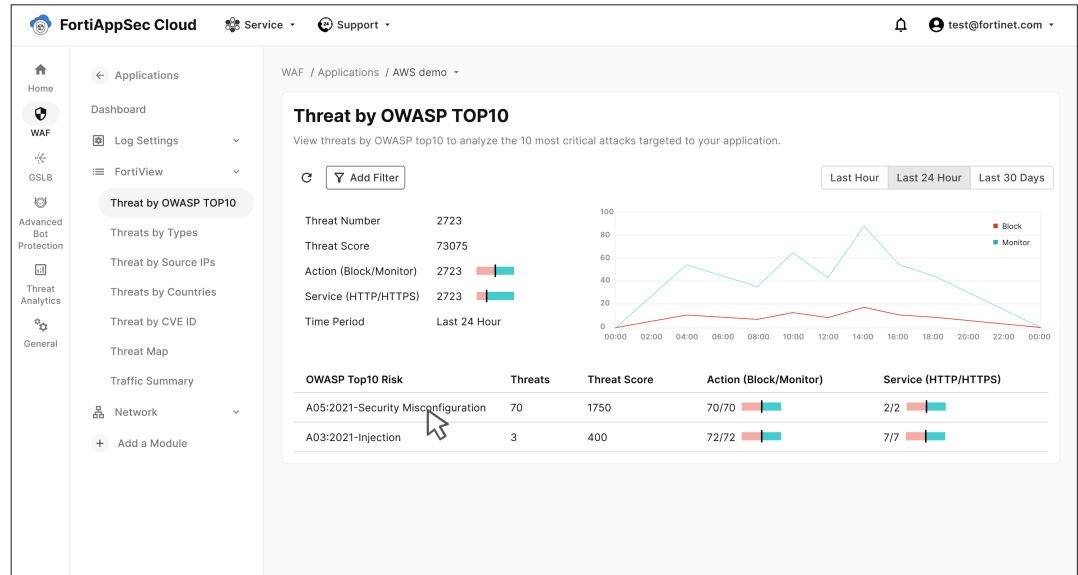 FortiAppSec Cloud
Service
24
Support
test@fortinet.com
Home
WAF
GSLB
Advanced
Bot
Protection
Threat
Analytics
General
Applications
Dashboard
Log Settings
FortiView
Threat by OWASP TOP10
Threats by Types
Threat by Source IPs
Threats by Countries
Threat by CVE ID
Threat Map
Traffic Summary
Network
+ Add a Module
WAF / Applications / AWS demo
Threat by OWASP TOP10
View threats by OWASP top10 to analyze the 10 most critical attacks targeted to your application.
Add Filter
Last Hour Last 24 Hour Last 30 Days
Threat Number 2723
Threat Score 73075
Action (Block/Monitor) 2723
Service (HTTP/HTTPS) 2723
Time Period Last 24 Hour
100
80
60
40
20
0
00:00 02:00 04:00 06:00 08:00 10:00 12:00 14:00 16:00 18:00 20:00 22:00 00:00
Block
Monitor
OWASP Top10 Risk Threats Threat Score Action (Block/Monitor) Service (HTTP/HTTPS)
A05:2021-Security Misconfiguration 70 1750 70/70 2/2
A03:2021-Injection 3 400 72/72 7/7